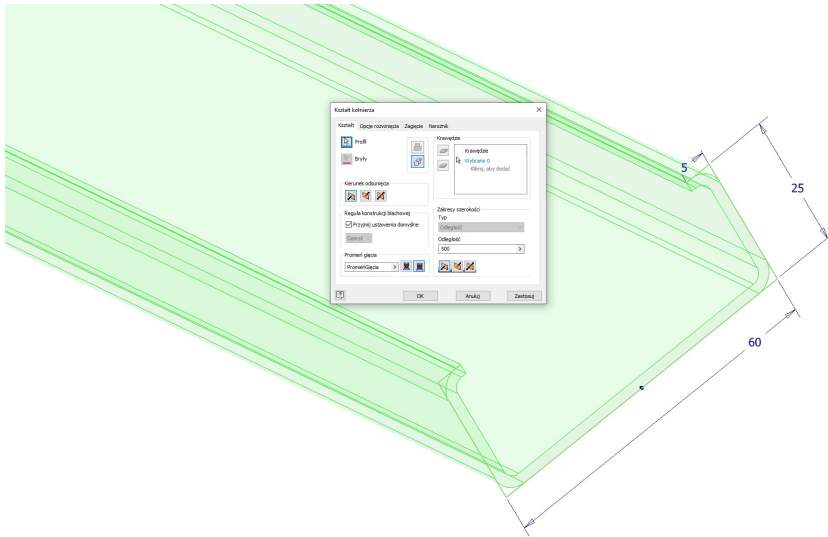 Kształt kołnierza
Kształt Opcje rozwinięcia Zagięcie Narożnik
Profil
Bryły
Krawędzie
Krawędzie
Wybrano 0
Kliknij, aby dodać
Kierunek odsunięcia
Reguła konstrukcji blachowej
Przyjmij ustawienia domyślne
Promień gięcia
PromieńGięcia
Zakresy szerokości
Typ
Odległość
Odległość
500
OK Anuluj Zastosuj
5
25
60